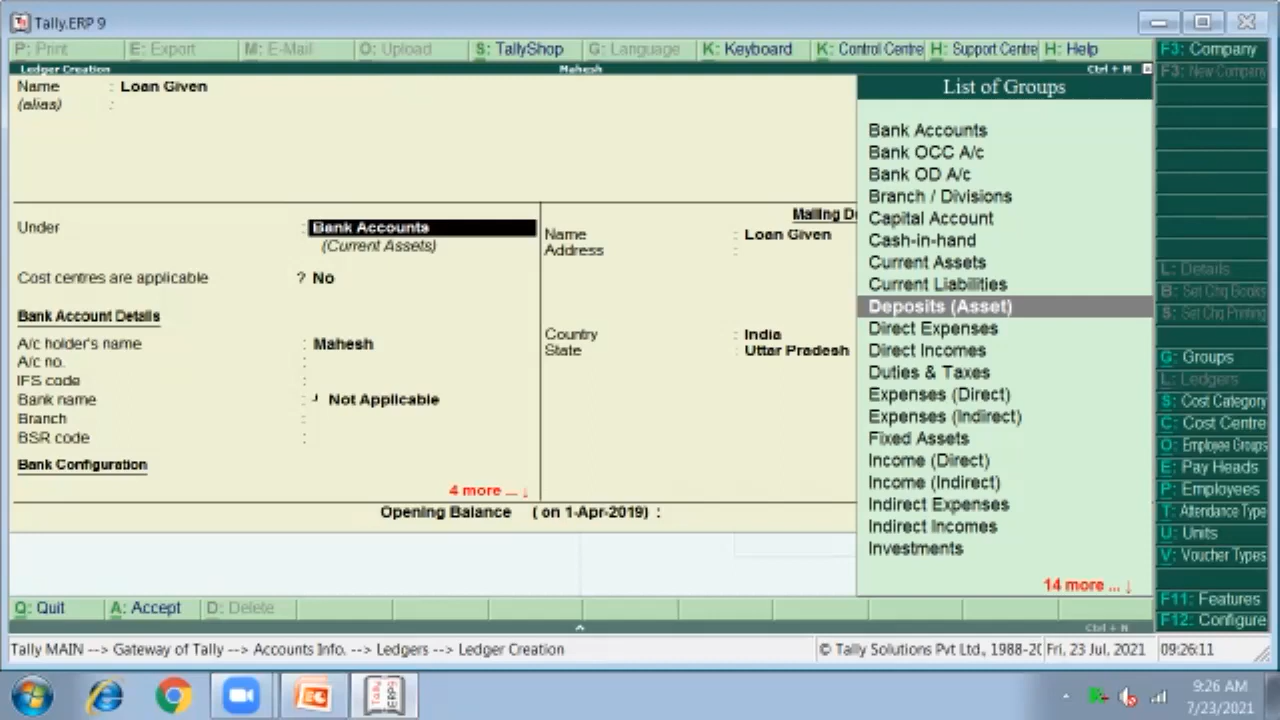 Tally.ERP 9
P: Print E: Export M: E-Mail O: Upload S: TallyShop G: Language K: Keyboard K: Control Centre H: Support Centre H: Help F3: Company
Ledger Creation Mahesh Ctrl + M F3: New Company
Name : Loan Given
(alias) :
List of Groups
Bank Accounts
Bank OCC A/c
Bank OD A/c
Branch / Divisions
Capital Account
Cash-in-hand
Current Assets
Current Liabilities
Deposits (Asset)
Direct Expenses
Direct Incomes
Duties & Taxes
Expenses (Direct)
Expenses (Indirect)
Fixed Assets
Income (Direct)
Income (Indirect)
Indirect Expenses
Indirect Incomes
Investments
14 more ... ↓
Under : Bank Accounts
(Current Assets)
Cost centres are applicable ? No
Bank Account Details
A/c holder's name : Mahesh
A/c no. :
IFS code :
Bank name : Not Applicable
Branch :
BSR code :
Bank Configuration
4 more ... ↓
Mailing D
Name : Loan Given
Address :
Country : India
State : Uttar Pradesh
Opening Balance ( on 1-Apr-2019) :
L: Details
B: Set Chq Books
S: Set Chq Printing
G: Groups
L: Ledgers
S: Cost Category
C: Cost Centre
O: Employee Groups
E: Pay Heads
P: Employees
T: Attendance Type
U: Units
V: Voucher Types
F11: Features
F12: Configure
Q: Quit A: Accept D: Delete
Ctrl + N
Tally MAIN --> Gateway of Tally --> Accounts Info. --> Ledgers --> Ledger Creation © Tally Solutions Pvt Ltd., 1988-20 Fri, 23 Jul, 2021 09:26:11
Tally ERP9
9:26 AM
7/23/2021